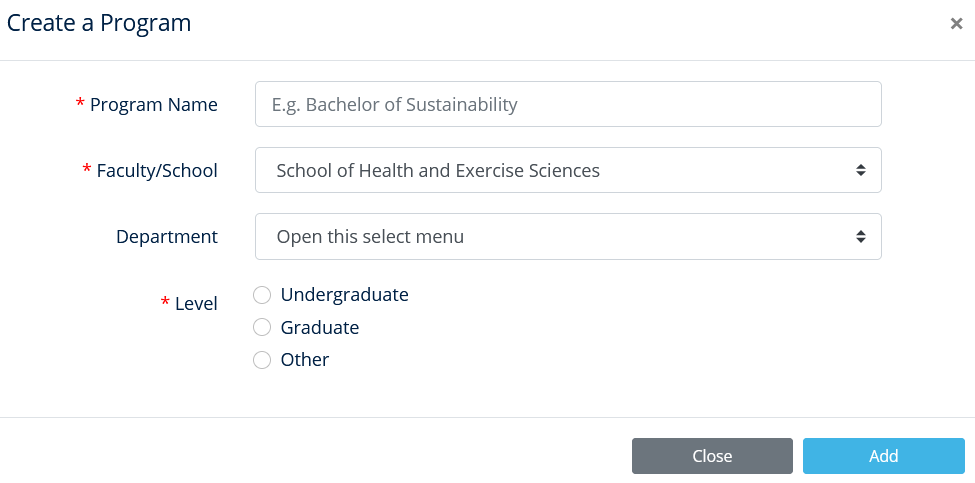 Create a Program
×
* Program Name
E.g. Bachelor of Sustainability
* Faculty/School
School of Health and Exercise Sciences
Department
Open this select menu
* Level
Undergraduate
Graduate
Other
Close
Add